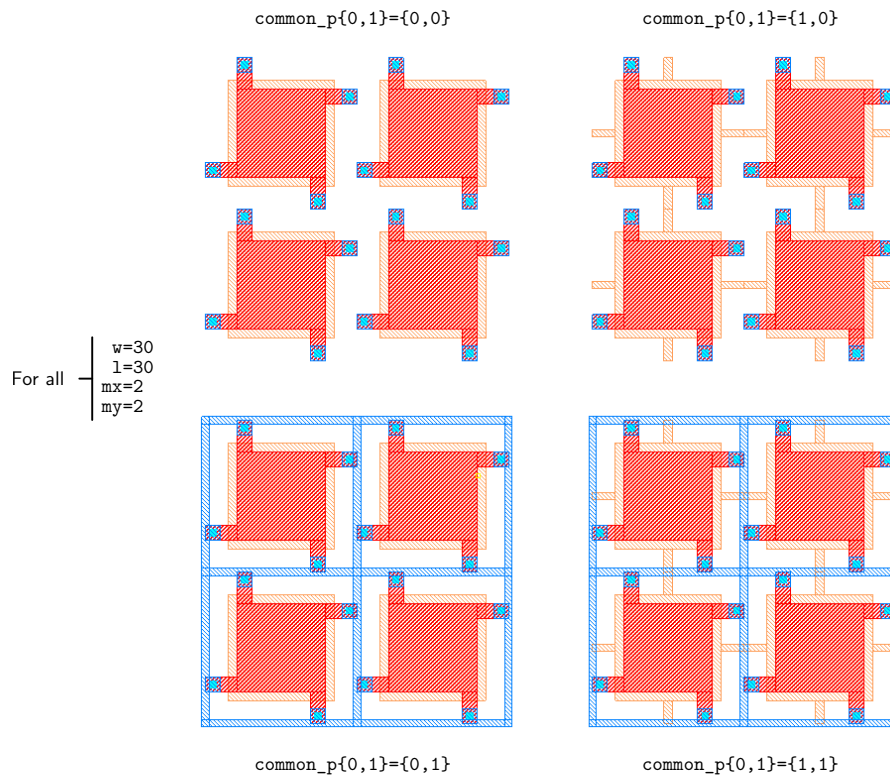 common_p{0,1}={0,0}
common_p{0,1}={1,0}
For all
w=30
l=30
mx=2
my=2
common_p{0,1}={0,1}
common_p{0,1}={1,1}